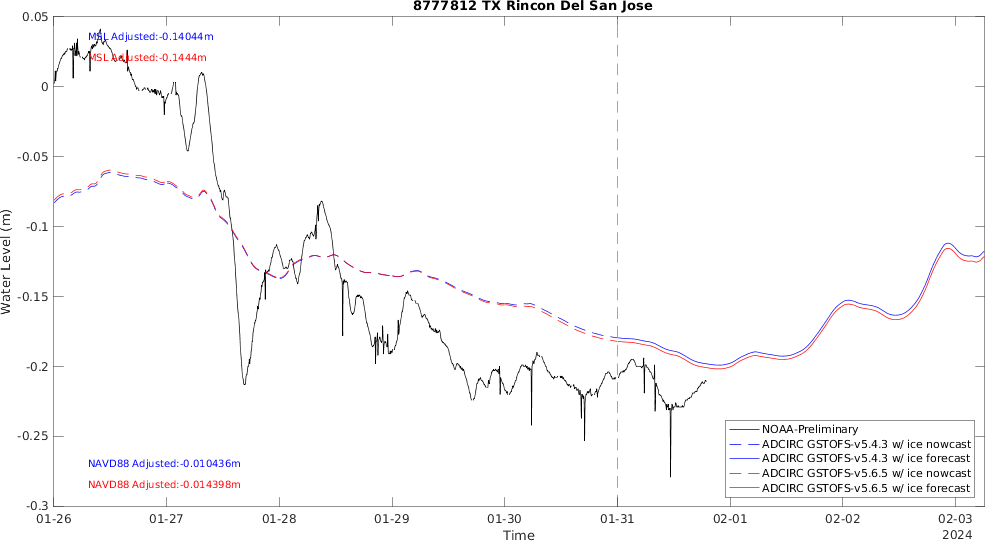 8777812 TX Rincon Del San Jose
0.05
0
-0.05
-0.1
-0.15
-0.2
-0.25
-0.3
Water Level (m)
MSL Adjusted:-0.14044m
MSL Adjusted:-0.1444m
NAVD88 Adjusted:-0.010436m
NAVD88 Adjusted:-0.014398m
NOAA-Preliminary
ADCIRC GSTOFS-v5.4.3 w/ ice nowcast
ADCIRC GSTOFS-v5.4.3 w/ ice forecast
ADCIRC GSTOFS-v5.6.5 w/ ice nowcast
ADCIRC GSTOFS-v5.6.5 w/ ice forecast
01-26 01-27 01-28 01-29 01-30 01-31 02-01 02-02 02-03
Time
2024